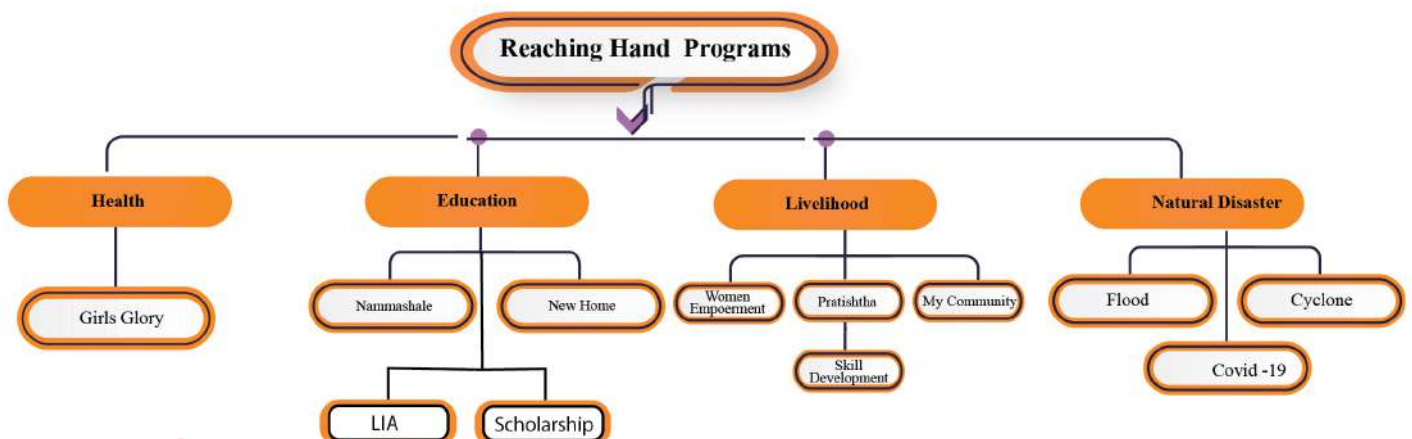 Reaching Hand Programs
Health
Education
Livelihood
Natural Disaster
Girls Glory
Nammashale
New Home
Women
Empoerment
Pratishtha
My Community
Flood
Cyclone
Skill
Development
Covid -19
LIA
Scholarship